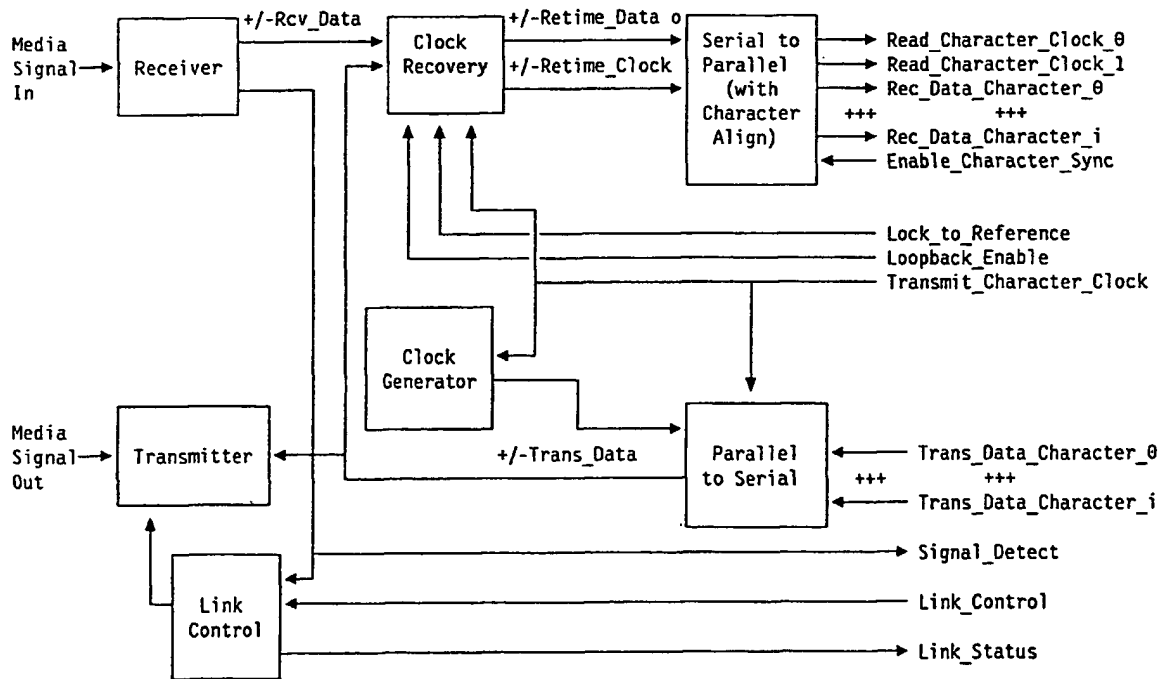 +/-Rcv_Data
+/-Retime_Data o
+/-Retime_Clock
Media
Signal
In
Receiver
Clock
Recovery
Serial to
Parallel
(with
Character
Align)
Read_Character_Clock_0
Read_Character_Clock_1
Rec_Data_Character_0
+++ +++
Rec_Data_Character_i
Enable_Character_Sync
Lock_to_Reference
Loopback_Enable
Transmit_Character_Clock
Clock
Generator
Media
Signal
Out
Transmitter
+/-Trans_Data
Parallel
to Serial
Trans_Data_Character_0
+++ +++
Trans_Data_Character_i
Signal_Detect
Link
Control
Link_Control
Link_Status